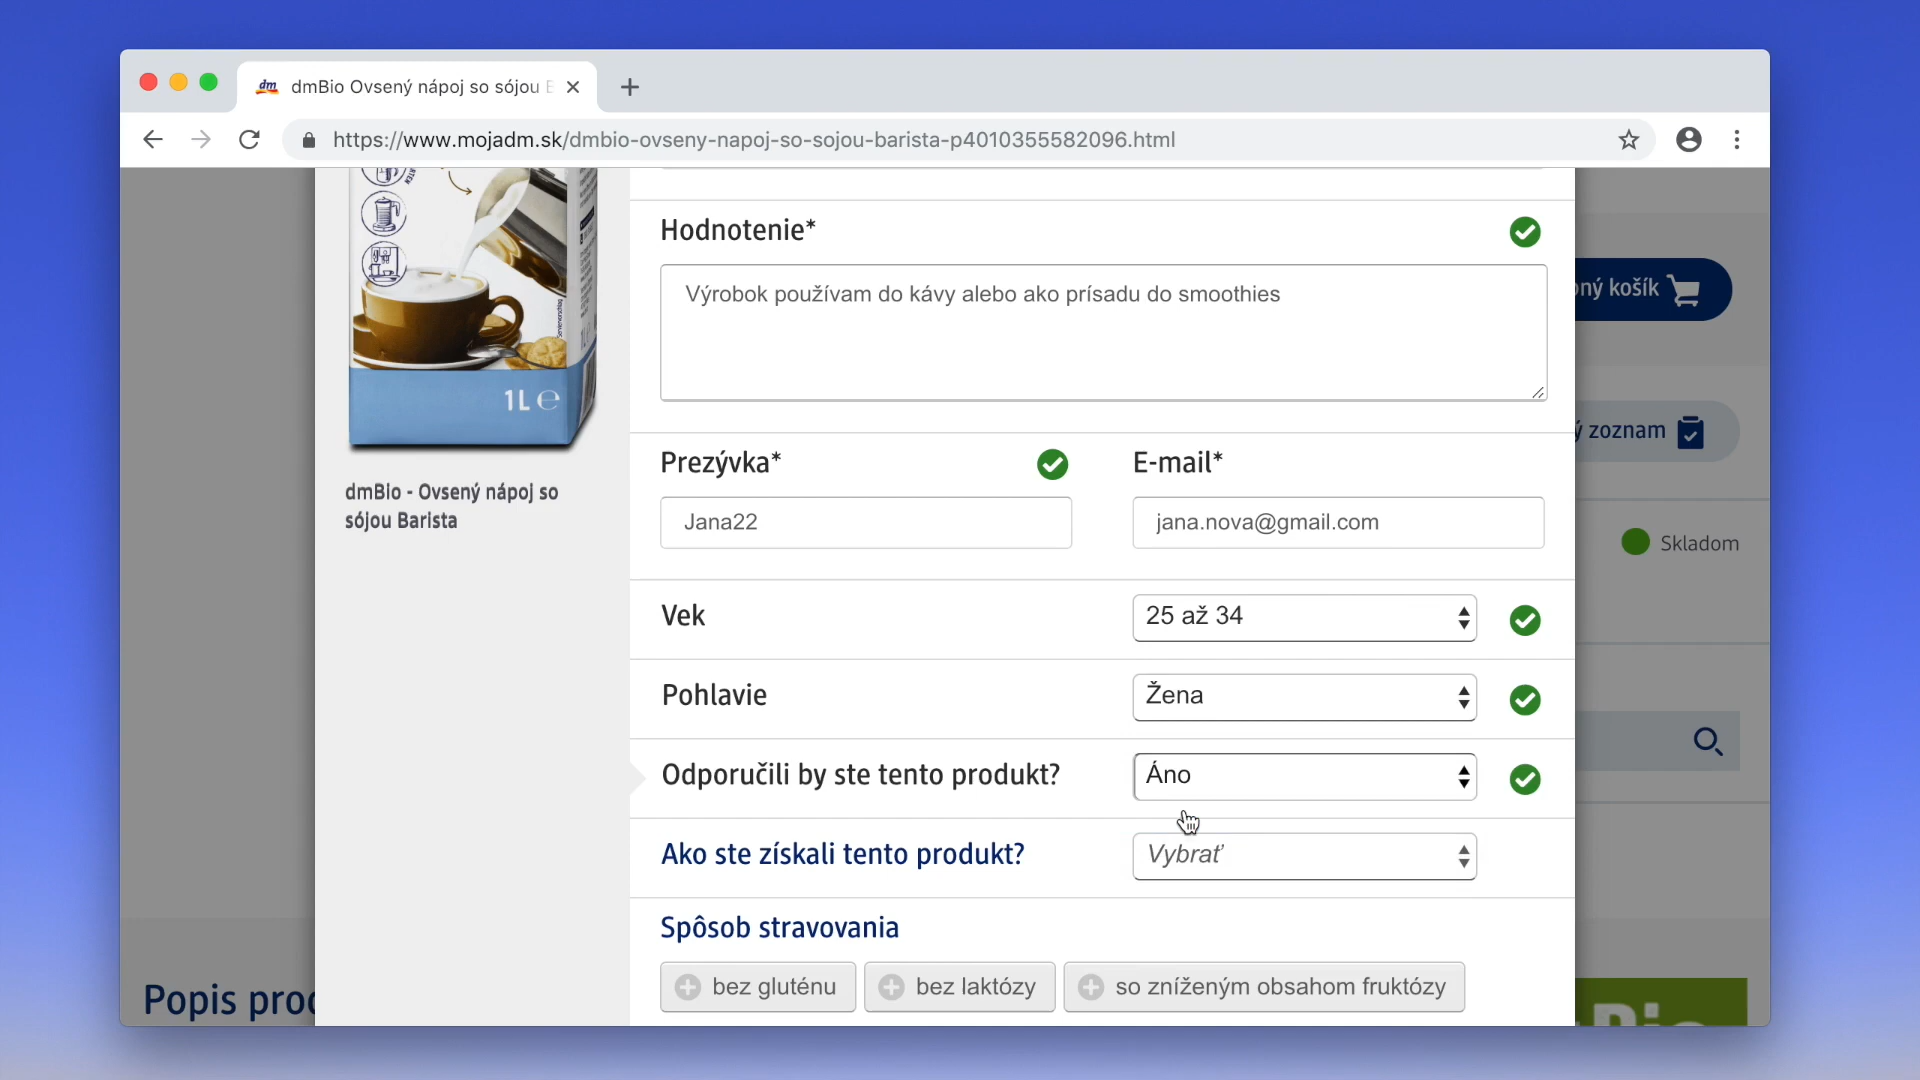 dm dmBio Ovsený nápoj so sójou
https://www.mojadm.sk/dmbio-ovseny-napoj-so-sojou-barista-p4010355582096.html
Hodnotenie*
Výrobok používam do kávy alebo ako prísadu do smoothies
košík
zoznam
1L ℮
Prezývka*
E-mail*
dmBio - Ovsený nápoj so
sójou Barista
Jana22
jana.nova@gmail.com
Skladom
Vek
25 až 34
Pohlavie
Žena
Odporučili by ste tento produkt?
Áno
Ako ste získali tento produkt?
Vybrať
Spôsob stravovania
bez gluténu
bez laktózy
so zníženým obsahom fruktózy
Popis